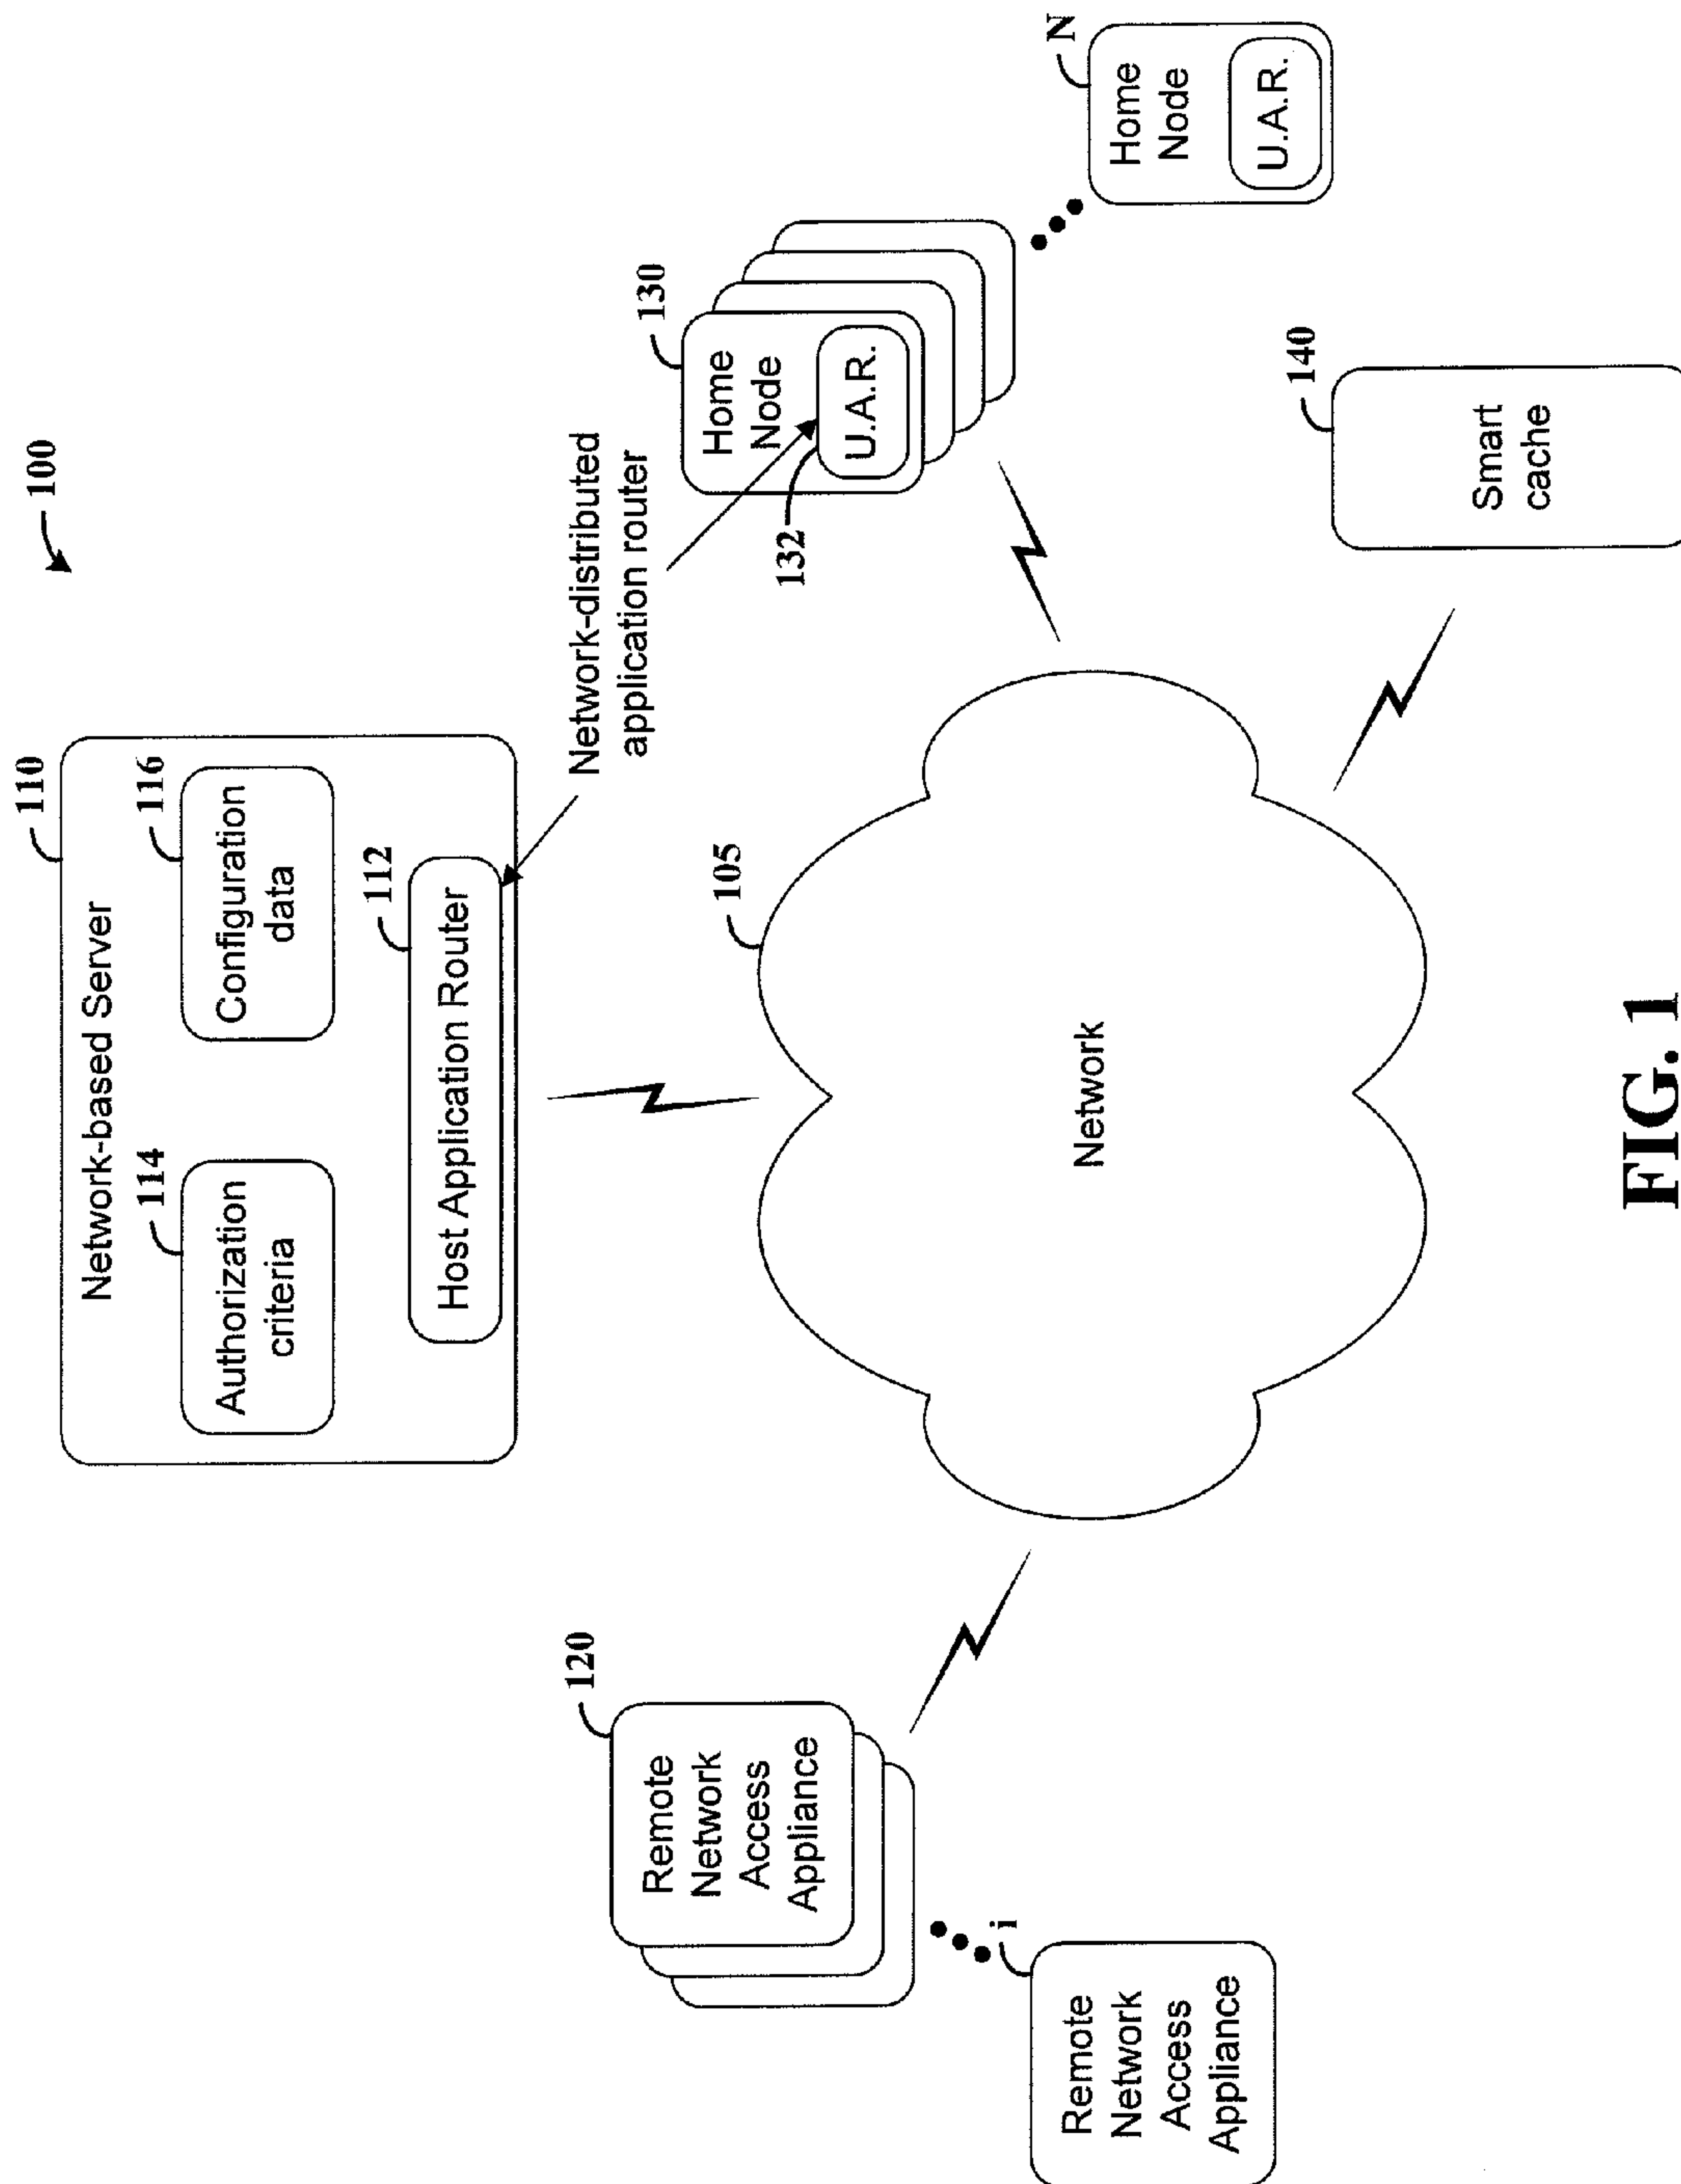 100
110
Network-based Server
114
Authorization
criteria
116
Configuration
data
112
Host Application Router
Network-distributed
application router
120
Remote
Network
Access
Appliance
i
Remote
Network
Access
Appliance
105
Network
130
Home
Node
132
U.A.R.
N
Home
Node
U.A.R.
140
Smart
cache
FIG. 1